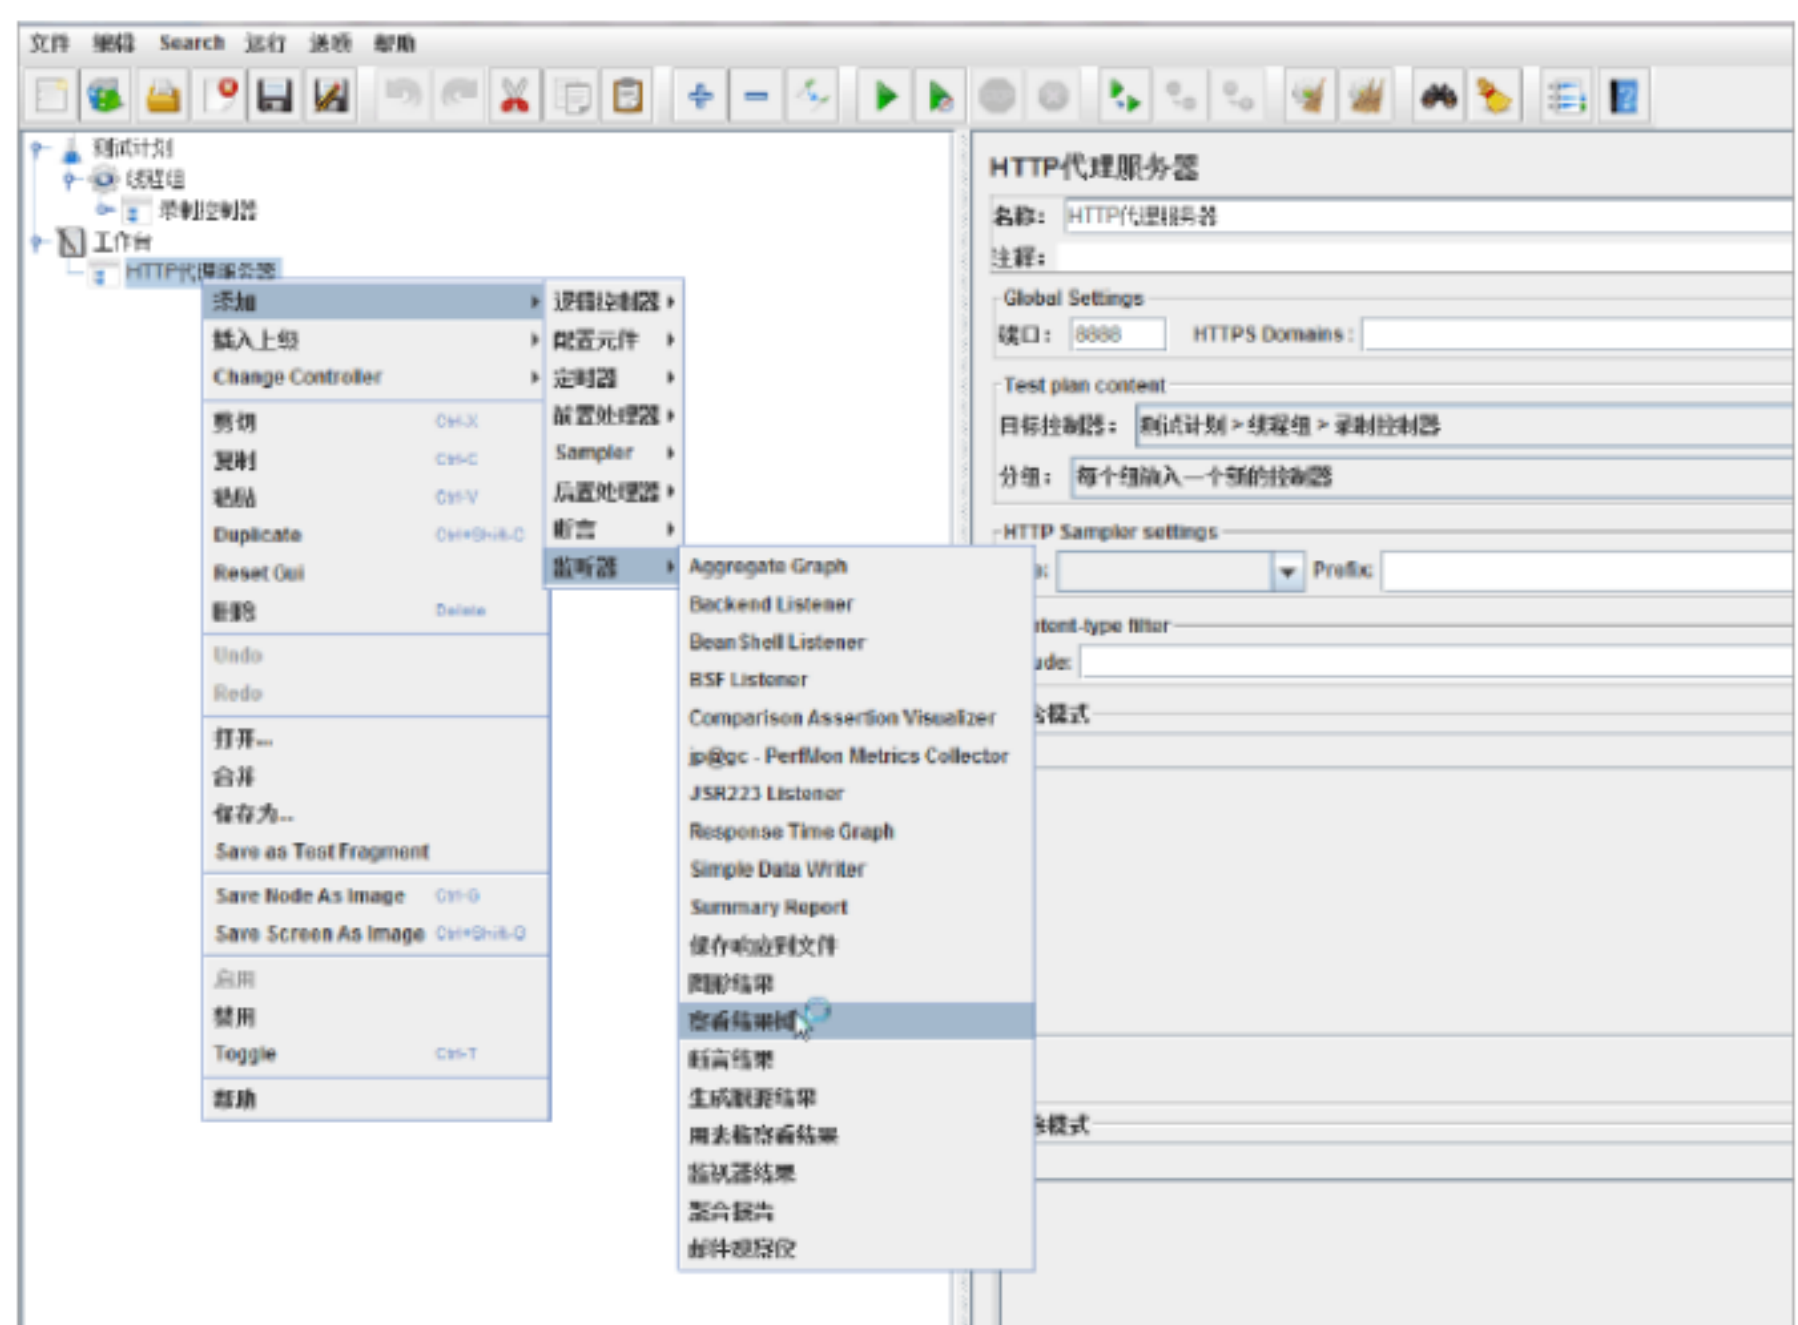 文件 编辑 Search 运行 选项 帮助
测试计划
线程组
录制控制器
工作台
HTTP代理服务器
添加
插入上级
Change Controller
剪切 Ctrl-X
复制 Ctrl-C
粘贴 Ctrl-V
Duplicate Ctrl+Shift-C
Reset Gui
删除 Delete
Undo
Redo
打开...
合并
保存为...
Save as Test Fragment
Save Node As Image Ctrl-G
Save Screen As Image Ctrl+Shift-G
启用
禁用
Toggle Ctrl-T
帮助
逻辑控制器
配置元件
定时器
前置处理器
Sampler
后置处理器
断言
监听器
Aggregate Graph
Backend Listener
BeanShell Listener
BSF Listener
Comparison Assertion Visualizer
jp@gc - PerfMon Metrics Collector
JSR223 Listener
Response Time Graph
Simple Data Writer
Summary Report
保存响应到文件
图形结果
察看结果树
断言结果
生成概要结果
用表格察看结果
监视器结果
聚合报告
邮件观察仪
HTTP代理服务器
名称： HTTP代理服务器
注释：
Global Settings
端口： 8888 HTTPS Domains :
Test plan content
目标控制器： 测试计划 > 线程组 > 录制控制器
分组： 每个组放入一个新的控制器
HTTP Sampler settings
Prefix:
tent-type filter
ude:
含模式
除模式